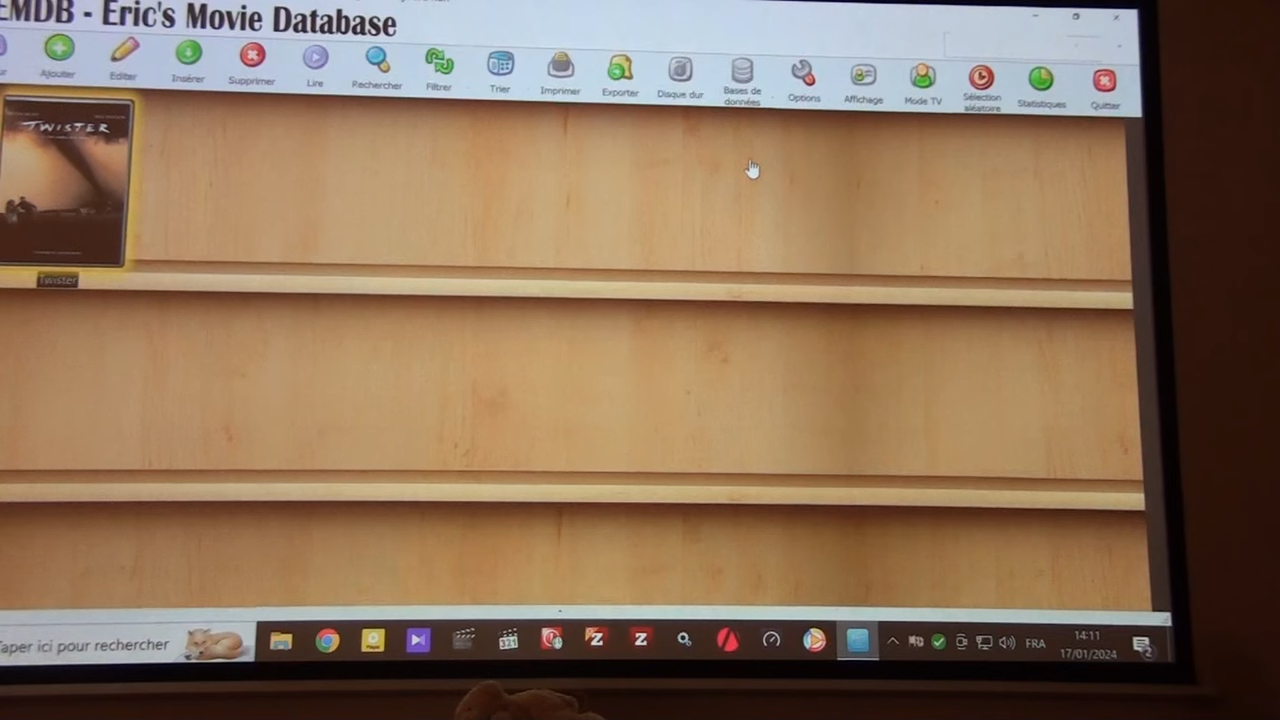 EMDB - Eric's Movie Database
Ajouter
Editer
Insérer
Supprimer
Lire
Rechercher
Filtrer
Trier
Imprimer
Exporter
Disque dur
Bases de
données
Options
Affichage
Mode TV
Sélection
aléatoire
Statistiques
Quitter
TWISTER
Twister
Taper ici pour rechercher
321
Z
Z
FRA
14:11
17/01/2024
2